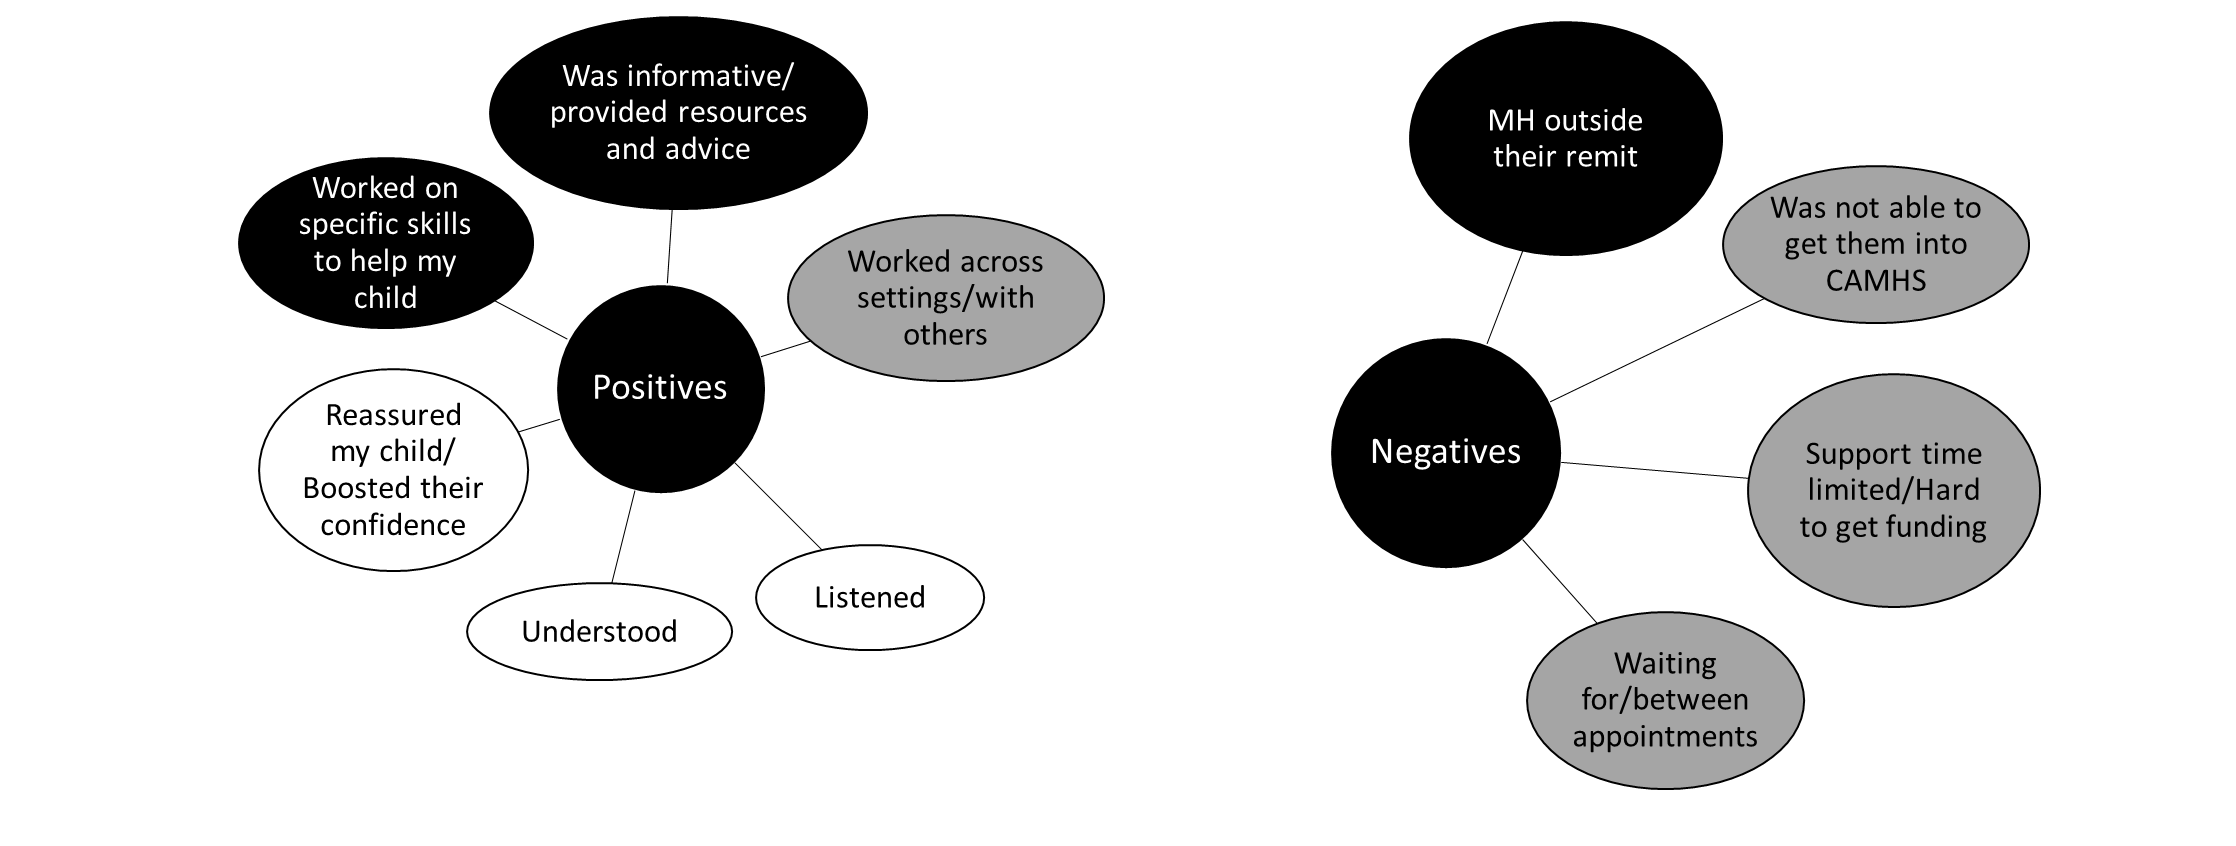 Was informative/
provided resources
and advice
Worked on
specific skills
to help my
child
Worked across
settings/with
others
Positives
Reassured
my child/
Boosted their
confidence
Understood
Listened
MH outside
their remit
Was not able to
get them into
CAMHS
Negatives
Support time
limited/Hard
to get funding
Waiting
for/between
appointments